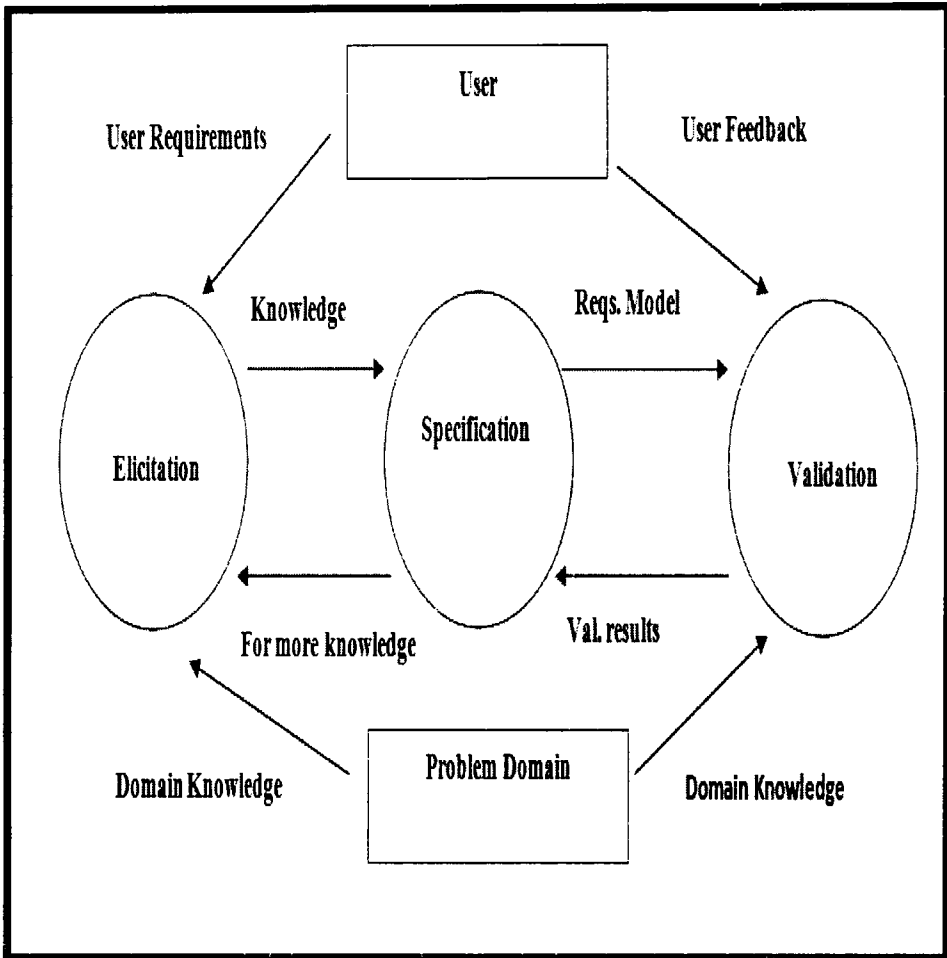 User
User Requirements
User Feedback
Knowledge
Reqs. Model
Elicitation
Specification
Validation
For more knowledge
Val. results
Domain Knowledge
Problem Domain
Domain Knowledge